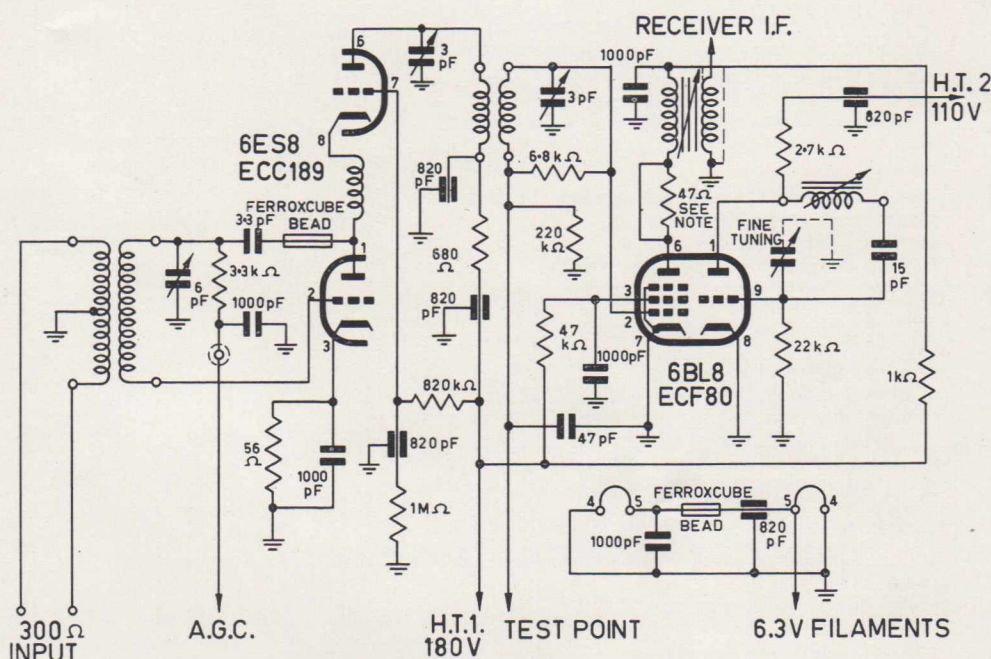 RECEIVER I.F.
6
7
8
3
pF
1000pF
3pF
H.T. 2
110V
820pF
6ES8
ECC189
820
pF
6·8kΩ
2·7kΩ
47Ω
SEE
NOTE
FERROXCUBE
BEAD
3·3pF
1
FINE
TUNING
680
Ω
220
kΩ
6
1
15
pF
6
pF
3·3kΩ
1000pF
2
3
820
pF
3
2
7
9
8
47
kΩ
1000pF
6BL8
ECF80
22kΩ
1kΩ
820kΩ
820pF
47pF
56
Ω
1000
pF
1MΩ
4
5
FERROXCUBE
BEAD
5
4
1000pF
820
pF
300Ω
INPUT
A.G.C.
H.T.1.
180V
TEST POINT
6.3V FILAMENTS